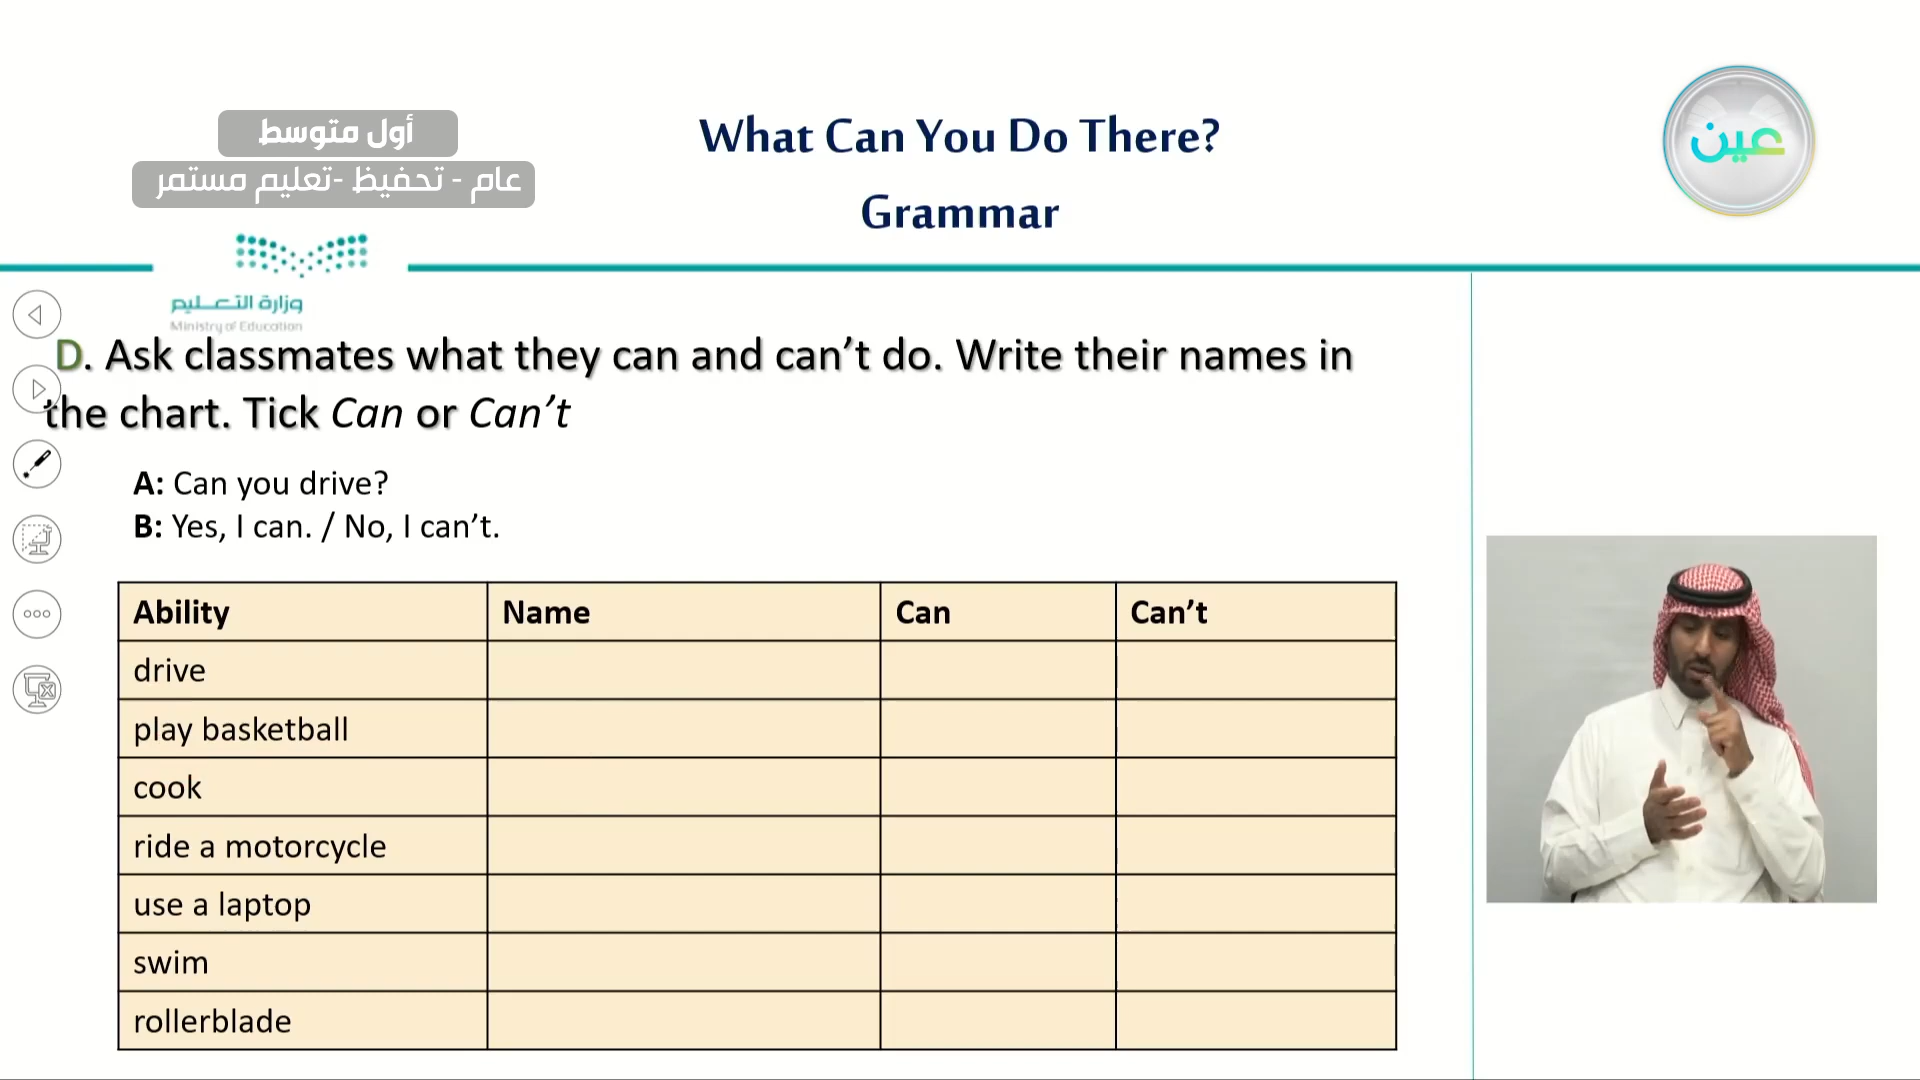 أول متوسط
عام - تحفيظ -تعليم مستمر
What Can You Do There?
Grammar
عين
وزارة التعليم
Ministry of Education
D. Ask classmates what they can and can’t do. Write their names in
the chart. Tick Can or Can’t
A: Can you drive?
B: Yes, I can. / No, I can’t.
Ability Name Can Can’t
drive
play basketball
cook
ride a motorcycle
use a laptop
swim
rollerblade